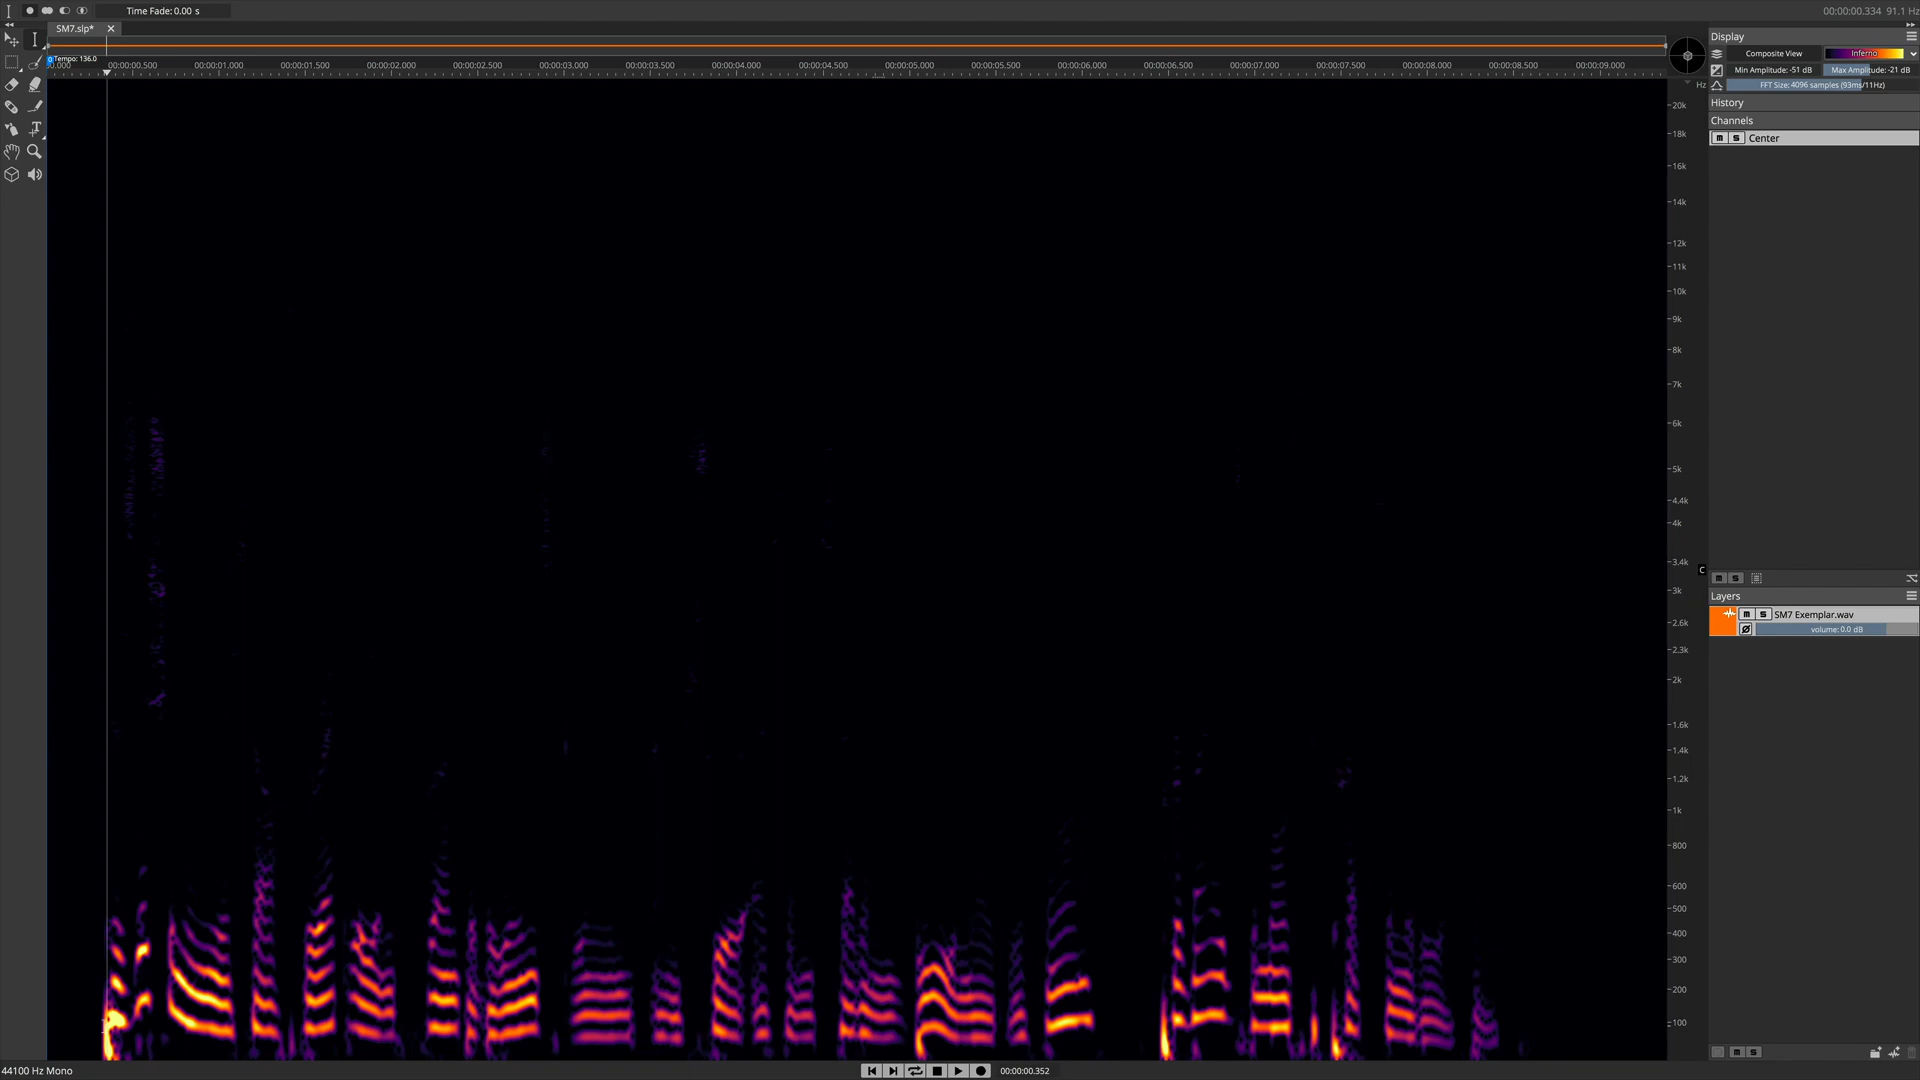 Time Fade: 0.00 s
00:00:00.334 91.1 Hz
SM7.slp*
Display
Tempo: 136.0
00:00:00.500 00:00:01.000 00:00:01.500 00:00:02.000 00:00:02.500 00:00:03.000 00:00:03.500 00:00:04.000 00:00:04.500 00:00:05.000 00:00:05.500 00:00:06.000 00:00:06.500 00:00:07.000 00:00:07.500 00:00:08.000 00:00:08.500 00:00:09.000
Composite View
Inferno
Min Amplitude: -51 dB
Max Amplitude: -21 dB
FFT Size: 4096 samples (93ms/11Hz)
Hz
History
20k
Channels
18k
m s Center
16k
14k
12k
11k
10k
9k
8k
7k
6k
5k
4.4k
4k
3.4k
C
m s
3k
Layers
m s SM7 Exemplar.wav
2.6k
volume: 0.0 dB
2.3k
2k
1.6k
1.4k
1.2k
1k
800
600
500
400
300
200
100
m s
44100 Hz Mono
00:00:00.352